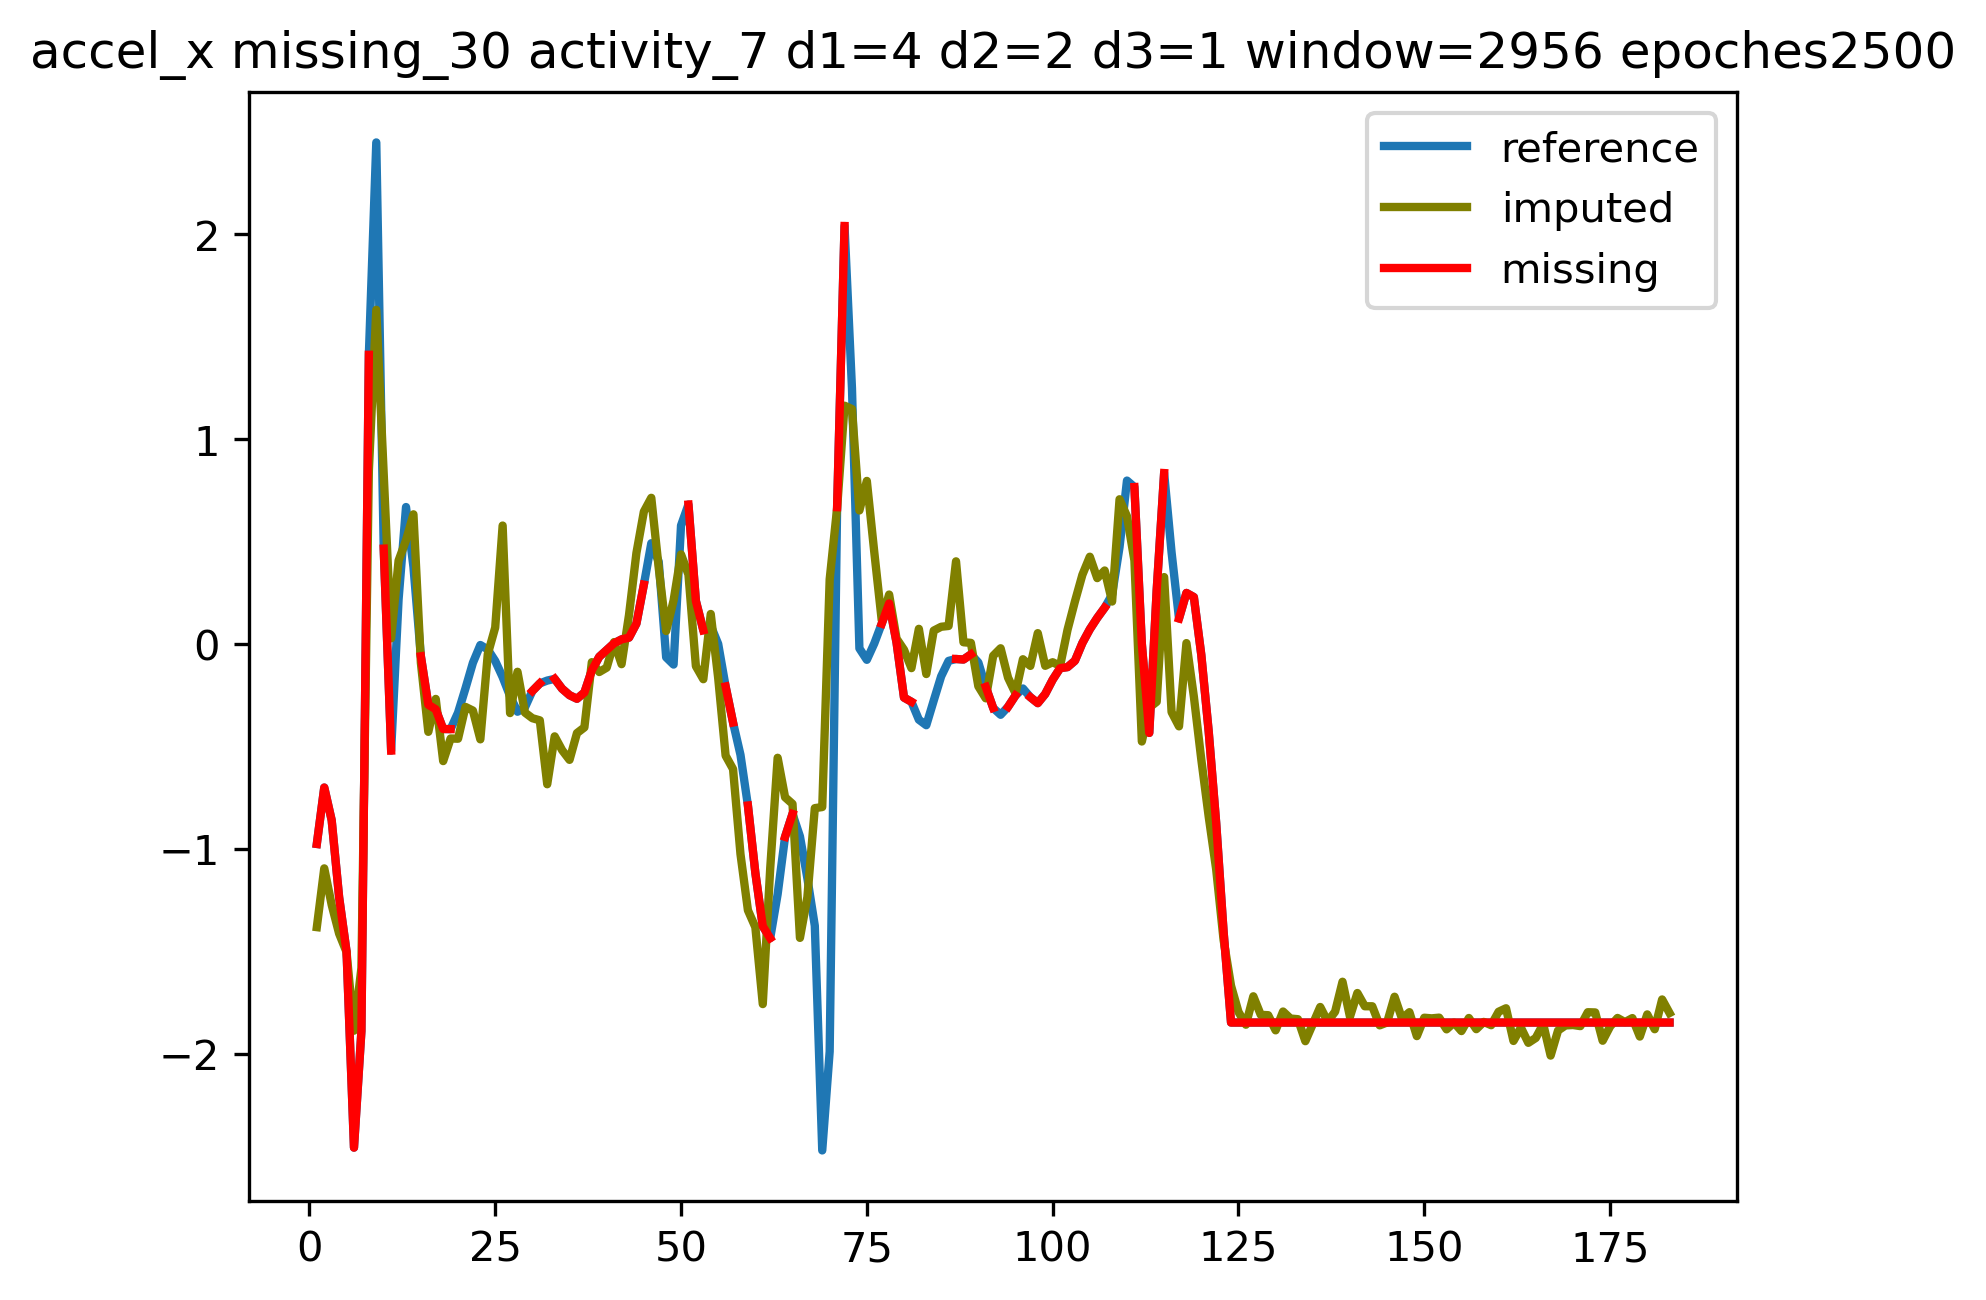 accel_x missing_30 activity_7 d1=4 d2=2 d3=1 window=2956 epoches2500
reference
imputed
missing
2
1
0
−1
−2
0 25 50 75 100 125 150 175